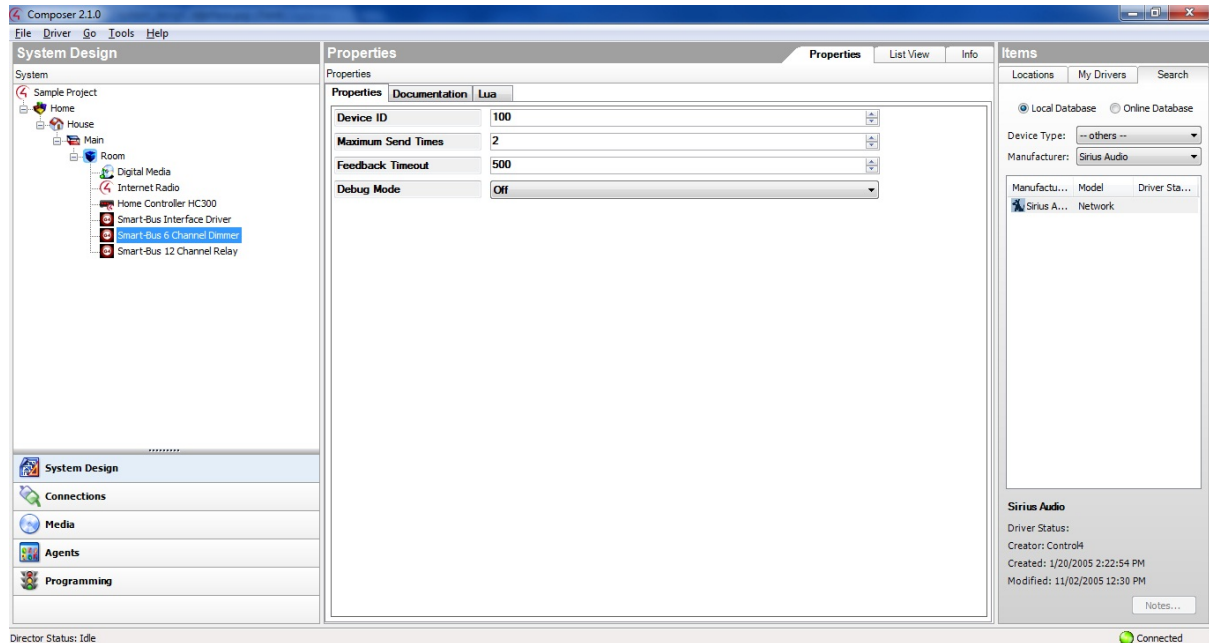 Composer 2.1.0
File Driver Go Tools Help
System Design
System
Sample Project
Home
House
Main
Room
Digital Media
Internet Radio
Home Controller HC300
Smart-Bus Interface Driver
Smart-Bus 6 Channel Dimmer
Smart-Bus 12 Channel Relay
System Design
Connections
Media
Agents
Programming
Properties
Properties List View Info
Properties
Properties Documentation Lua
Device ID 100
Maximum Send Times 2
Feedback Timeout 500
Debug Mode Off
Items
Locations My Drivers Search
Local Database Online Database
Device Type: -- others --
Manufacturer: Sirius Audio
Manufactu... Model Driver Sta...
Sirius A... Network
Sirius Audio
Driver Status:
Creator: Control4
Created: 1/20/2005 2:22:54 PM
Modified: 11/02/2005 12:30 PM
Notes...
Director Status: Idle
Connected